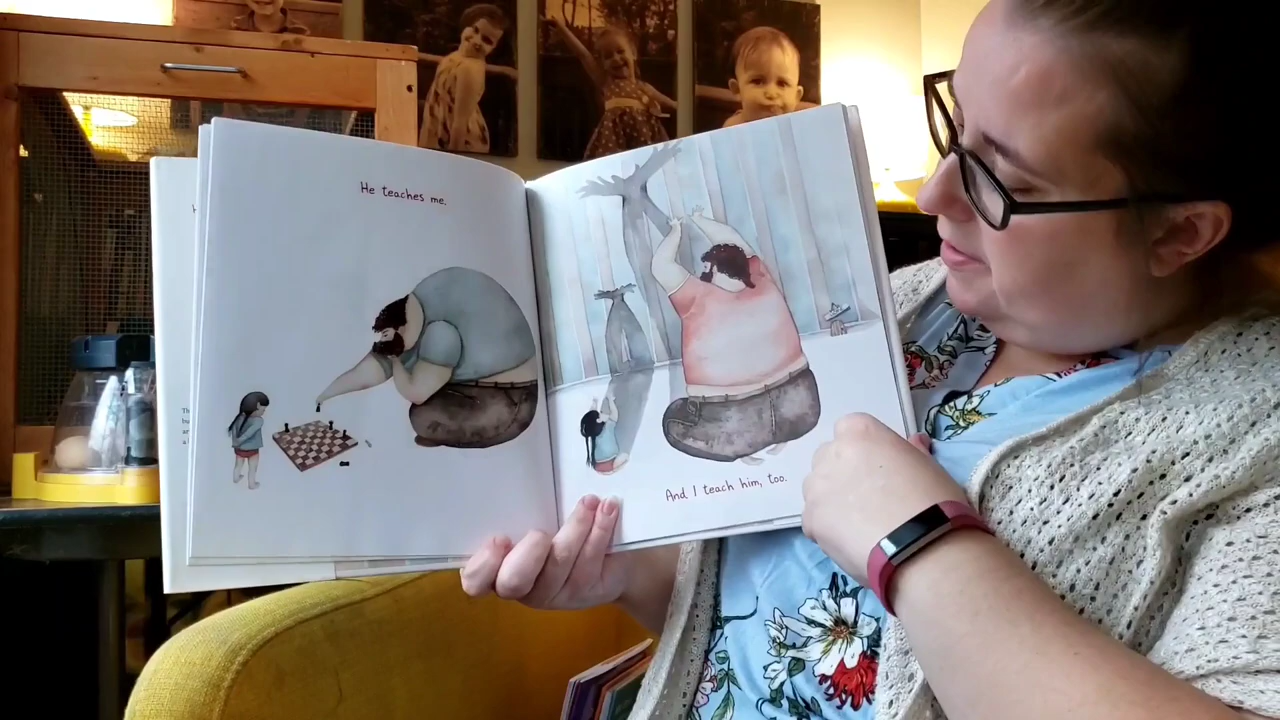 He teaches me.
And I teach him, too.